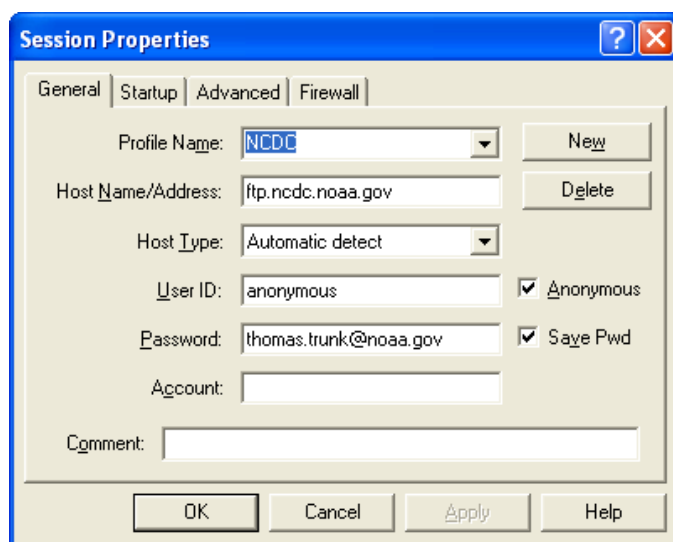 Session Properties
General Startup Advanced Firewall
Profile Name: NCDC New
Host Name/Address: ftp.ncdc.noaa.gov Delete
Host Type: Automatic detect
User ID: anonymous Anonymous
Password: thomas.trunk@noaa.gov Save Pwd
Account:
Comment:
OK Cancel Apply Help